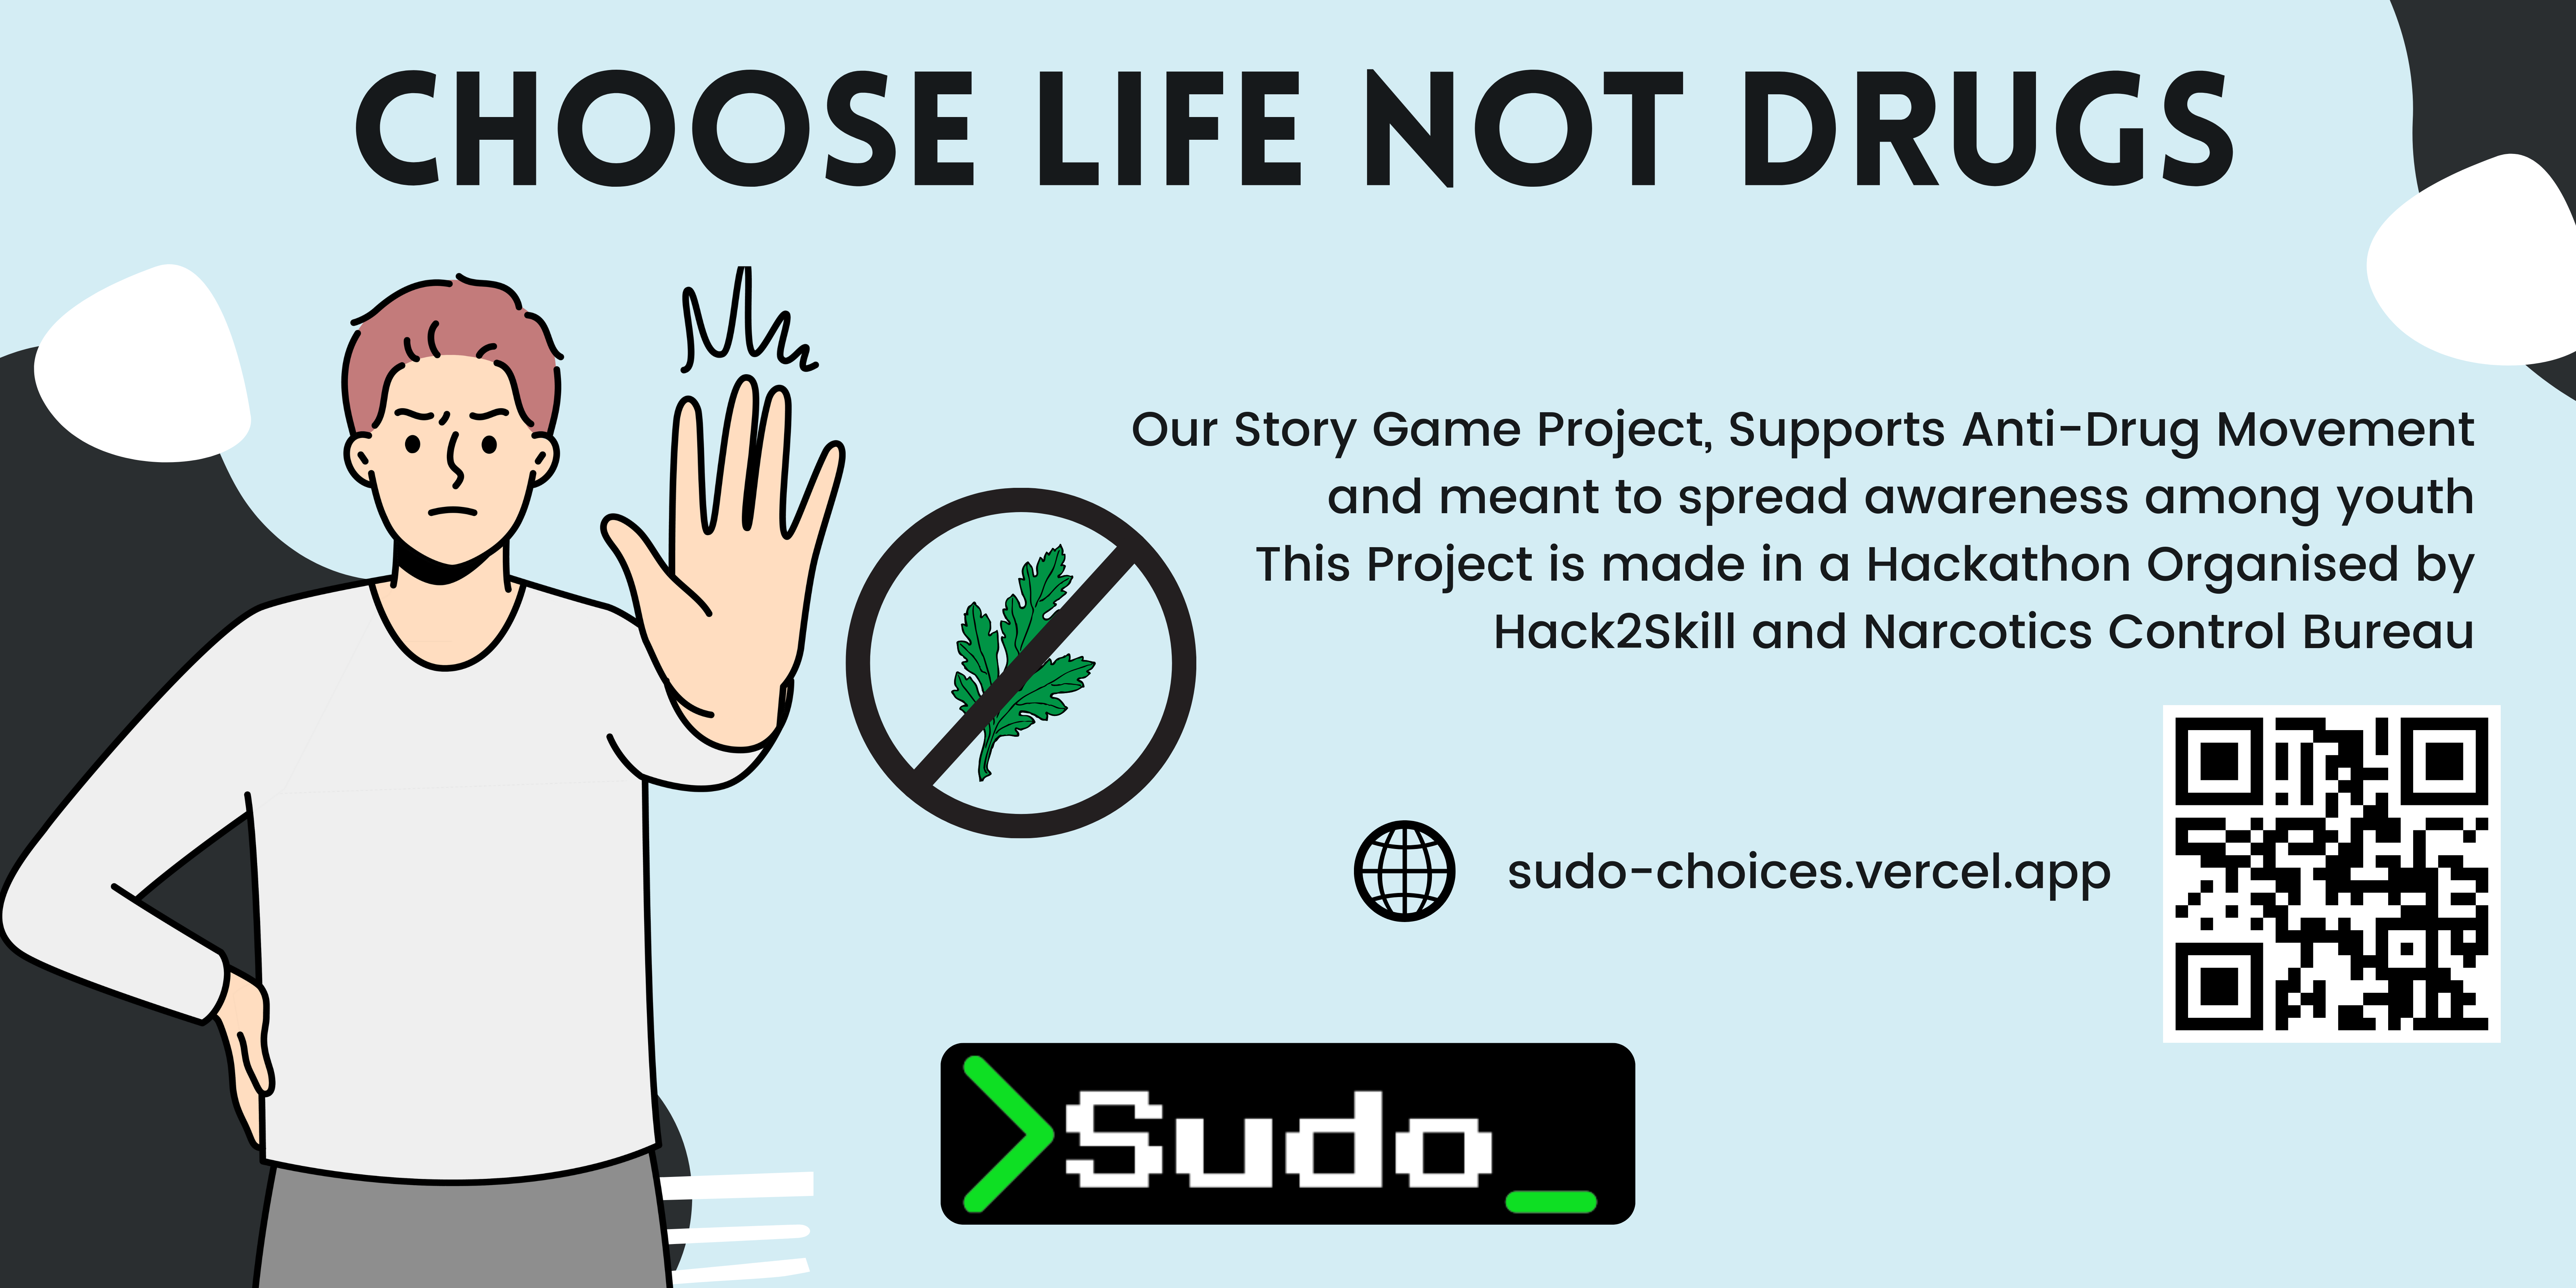 CHOOSE LIFE NOT DRUGS
Our Story Game Project, Supports Anti-Drug Movement
and meant to spread awareness among youth
This Project is made in a Hackathon Organised by
Hack2Skill and Narcotics Control Bureau
sudo-choices.vercel.app
>Sudo_